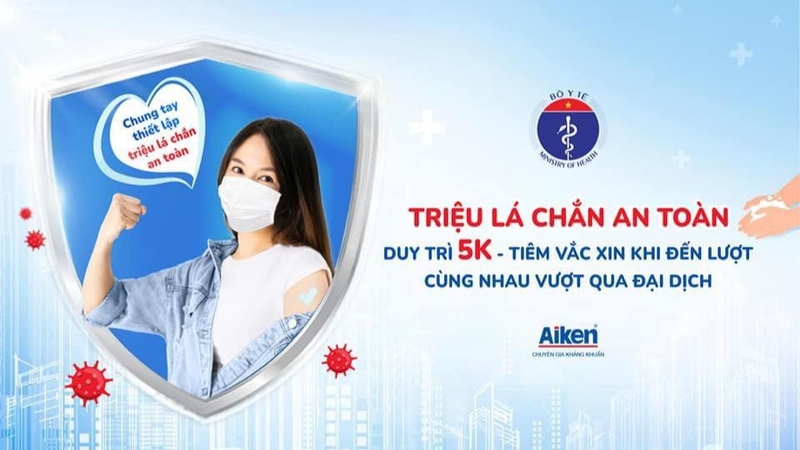 Chung tay
thiết lập
triệu lá chắn
an toàn
BỘ Y TẾ
MINISTRY OF HEALTH
TRIỆU LÁ CHẮN AN TOÀN
DUY TRÌ 5K - TIÊM VẮC XIN KHI ĐẾN LƯỢT
CÙNG NHAU VƯỢT QUA ĐẠI DỊCH
Aiken®
CHUYÊN GIA KHÁNG KHUẨN